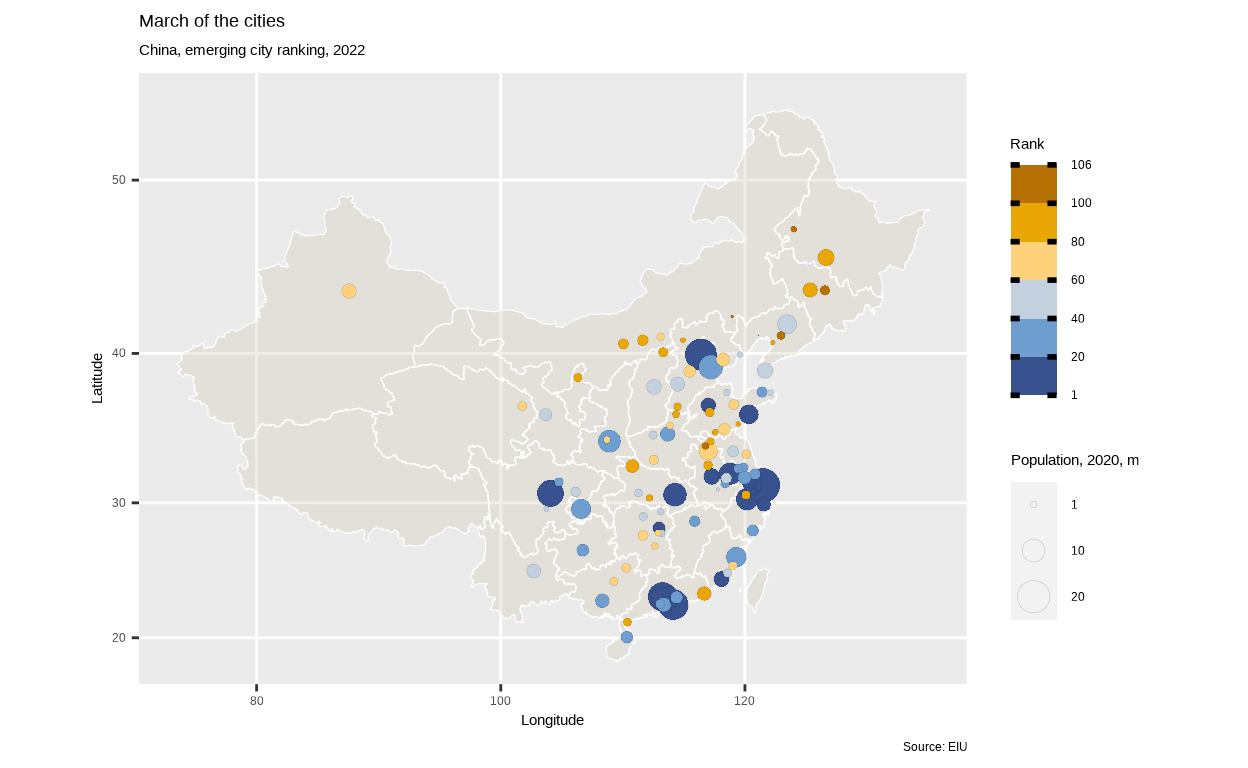 March of the cities
China, emerging city ranking, 2022
Rank
106
100
80
60
40
20
1
Population, 2020, m
1
10
20
Latitude
50
40
30
20
80
100
120
Longitude
Source: EIU